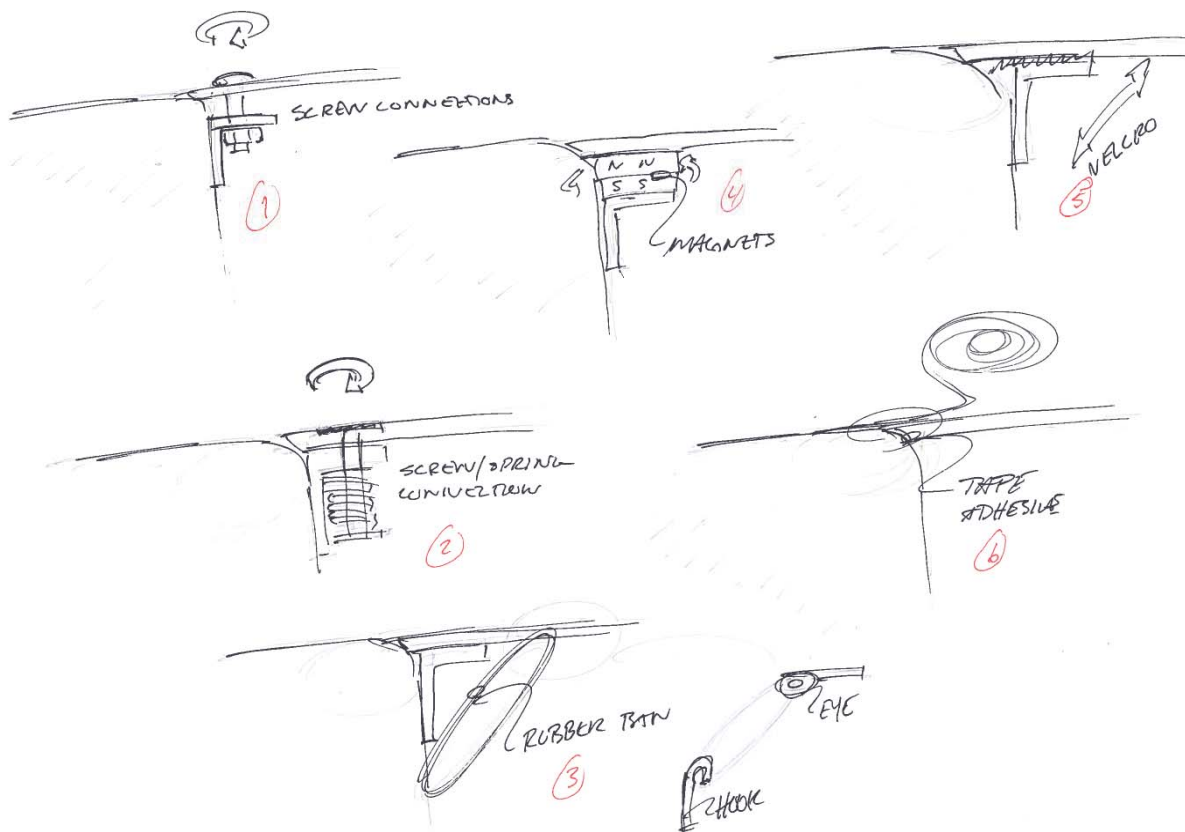 SCREW CONNECTIONS
1
N N
S S
MAGNETS
4
VELCRO
5
SCREW/SPRING
CONNECTION
2
TAPE
ADHESIVE
6
RUBBER BAN
3
EYE
HOOK